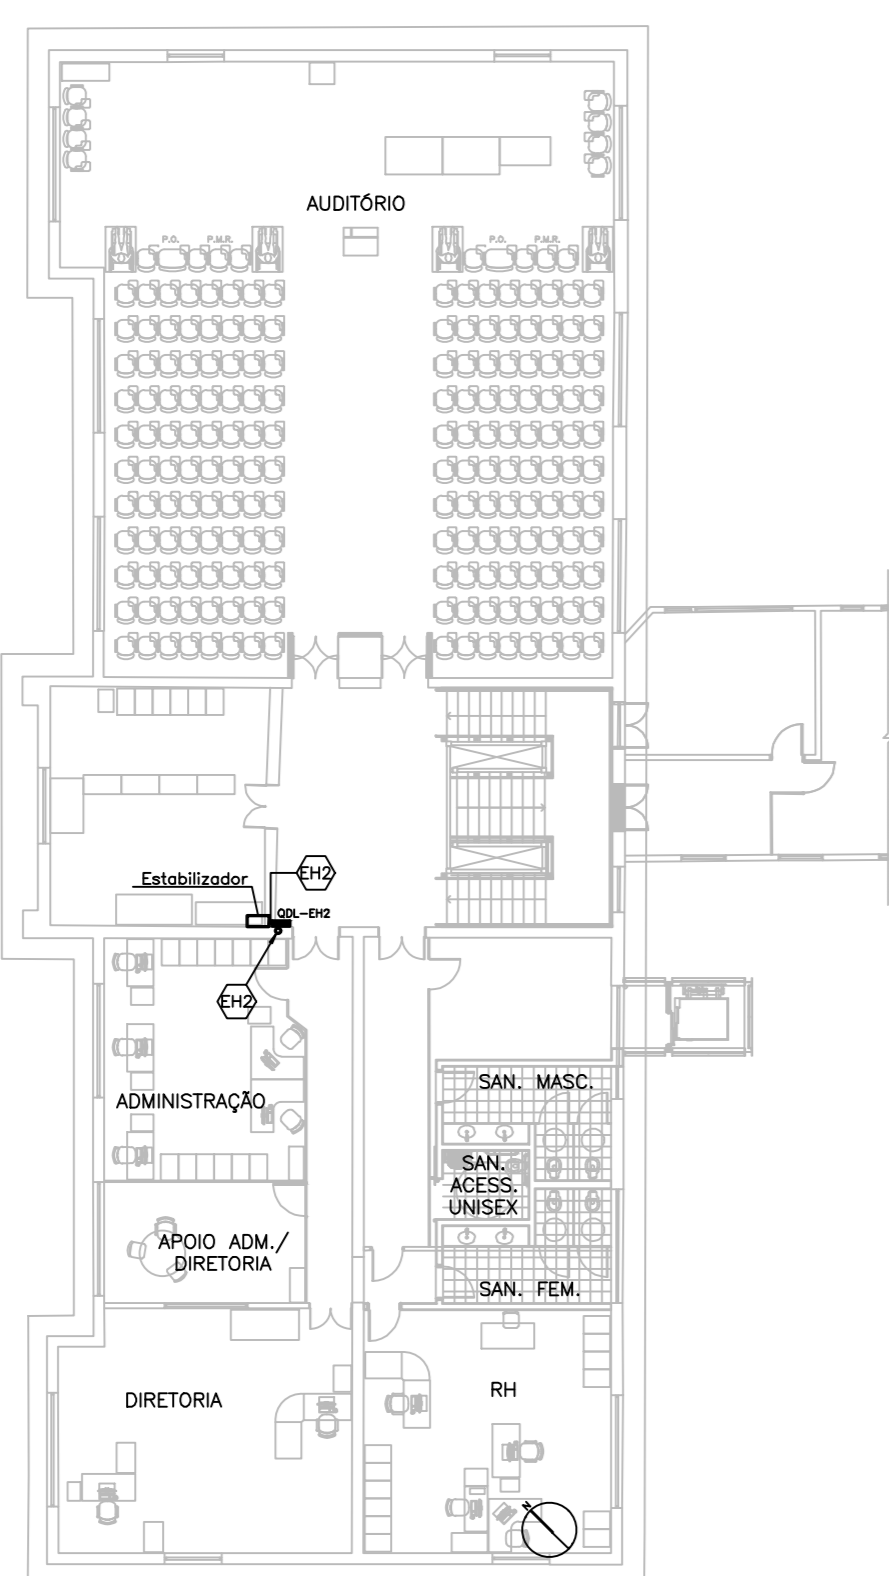 AUDITÓRIO
P.O. P.M.R.
P.O. P.M.R.
Estabilizador
EH2
QDL-EH2
EH2
ADMINISTRAÇÃO
SAN. MASC.
SAN.
ACESS.
UNISEX
APOIO ADM./
DIRETORIA
SAN. FEM.
DIRETORIA
RH
N